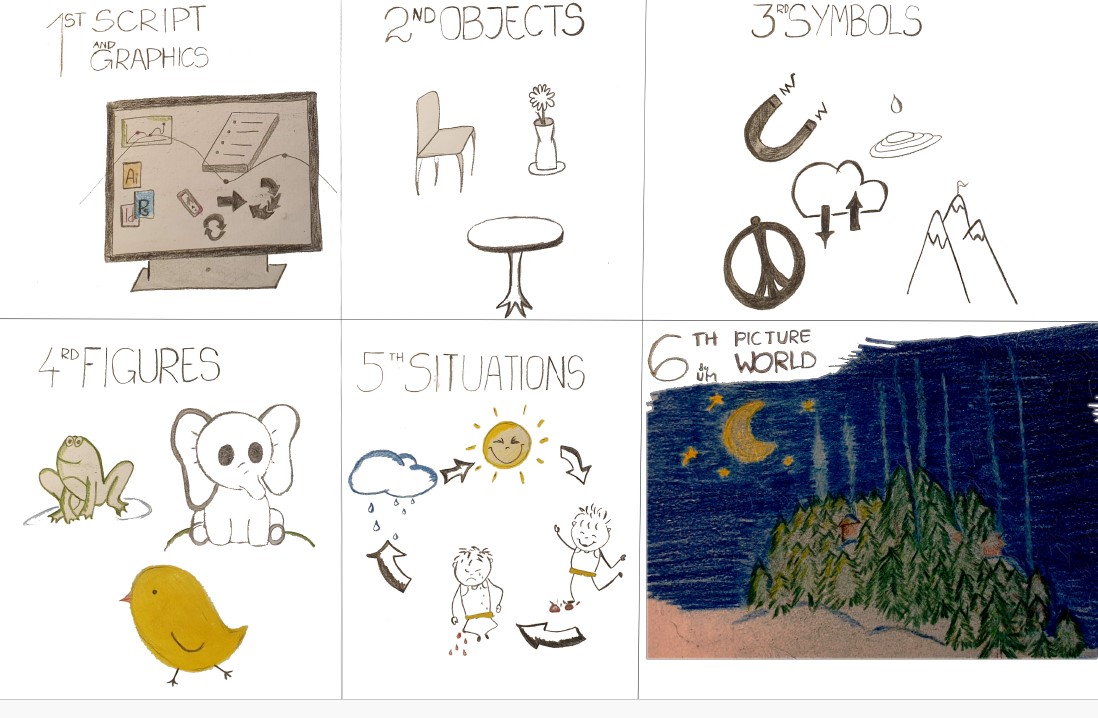 1ST SCRIPT
AND
GRAPHICS
2ND OBJECTS
3RD SYMBOLS
Ai
Ps
Id
4RD FIGURES
5TH SITUATIONS
6TH PICTURE
By UM WORLD